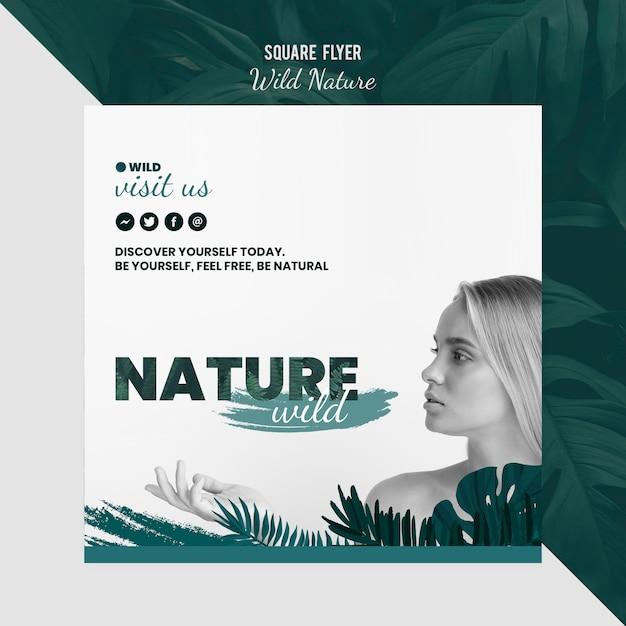 SQUARE FLYER
Wild Nature
WILD
visit us
DISCOVER YOURSELF TODAY.
BE YOURSELF, FEEL FREE, BE NATURAL
NATURE
wild